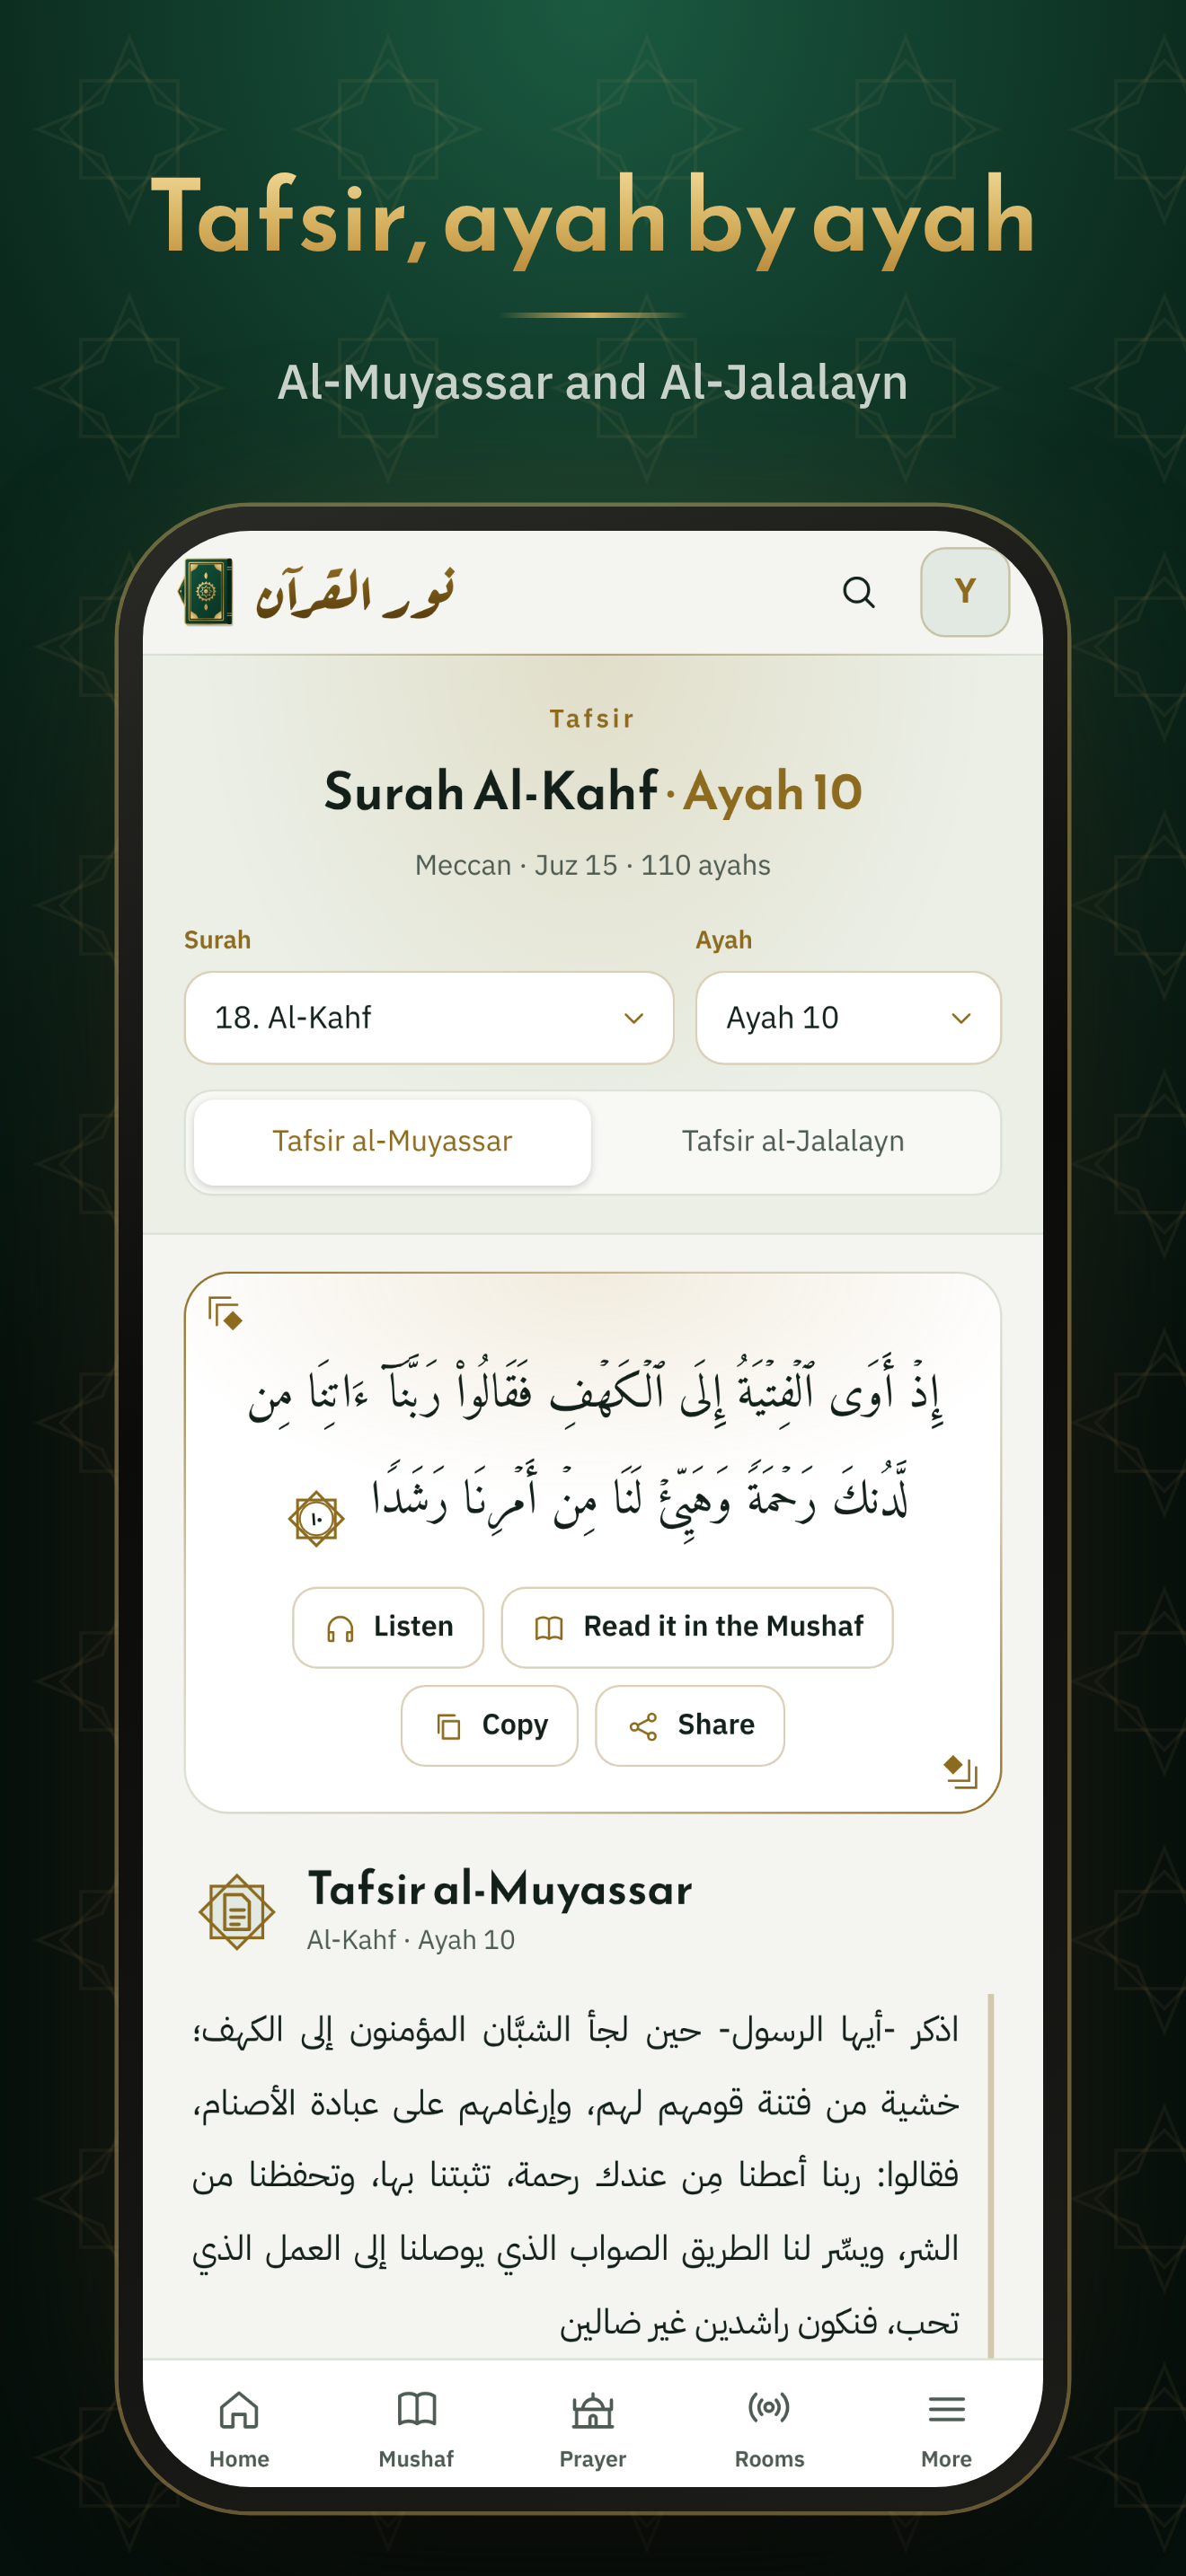 Tafsir, ayah by ayah
Al-Muyassar and Al-Jalalayn
نور القرآن
Y
Tafsir
Surah Al-Kahf · Ayah 10
Meccan · Juz 15 · 110 ayahs
Surah
Ayah
18. Al-Kahf
Ayah 10
Tafsir al-Muyassar
Tafsir al-Jalalayn
إِذۡ أَوَى ٱلۡفِتۡيَةُ إِلَى ٱلۡكَهۡفِ فَقَالُواْ رَبَّنَآ ءَاتِنَا مِن
لَّدُنكَ رَحۡمَةٗ وَهَيِّئۡ لَنَا مِنۡ أَمۡرِنَا رَشَدٗا ١٠
Listen
Read it in the Mushaf
Copy
Share
Tafsir al-Muyassar
Al-Kahf · Ayah 10
اذكر -أيها الرسول- حين لجأ الشبَّان المؤمنون إلى الكهف؛
خشية من فتنة قومهم لهم، وإرغامهم على عبادة الأصنام،
فقالوا: ربنا أعطنا مِن عندك رحمة، تثبتنا بها، وتحفظنا من
الشر، ويسِّر لنا الطريق الصواب الذي يوصلنا إلى العمل الذي
تحب، فنكون راشدين غير ضالين
Home
Mushaf
Prayer
Rooms
More